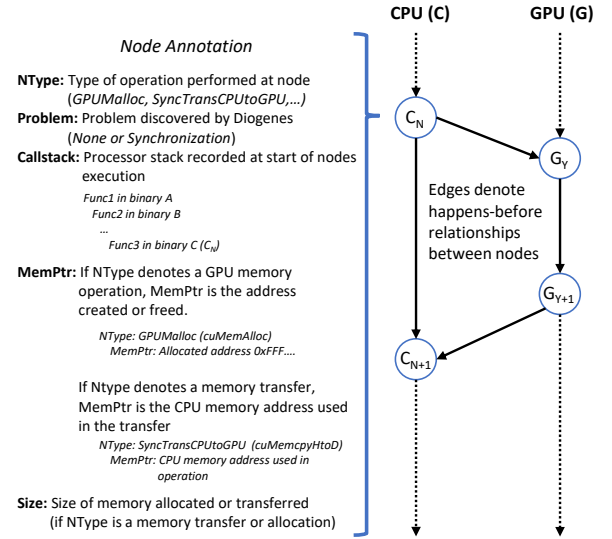 Node Annotation
NType: Type of operation performed at node
(GPUMalloc, SyncTransCPUtoGPU,…)
Problem: Problem discovered by Diogenes
(None or Synchronization)
Callstack: Processor stack recorded at start of nodes
execution
Func1 in binary A
Func2 in binary B
…
Func3 in binary C (CN)
MemPtr: If NType denotes a GPU memory
operation, MemPtr is the address
created or freed.
NType: GPUMalloc (cuMemAlloc)
MemPtr: Allocated address 0xFFF….
If Ntype denotes a memory transfer,
MemPtr is the CPU memory address used
in the transfer
NType: SyncTransCPUtoGPU (cuMemcpyHtoD)
MemPtr: CPU memory address used in
operation
Size: Size of memory allocated or transferred
(if NType is a memory transfer or allocation)
CPU (C)
GPU (G)
CN
GY
Edges denote
happens-before
relationships
between nodes
GY+1
CN+1